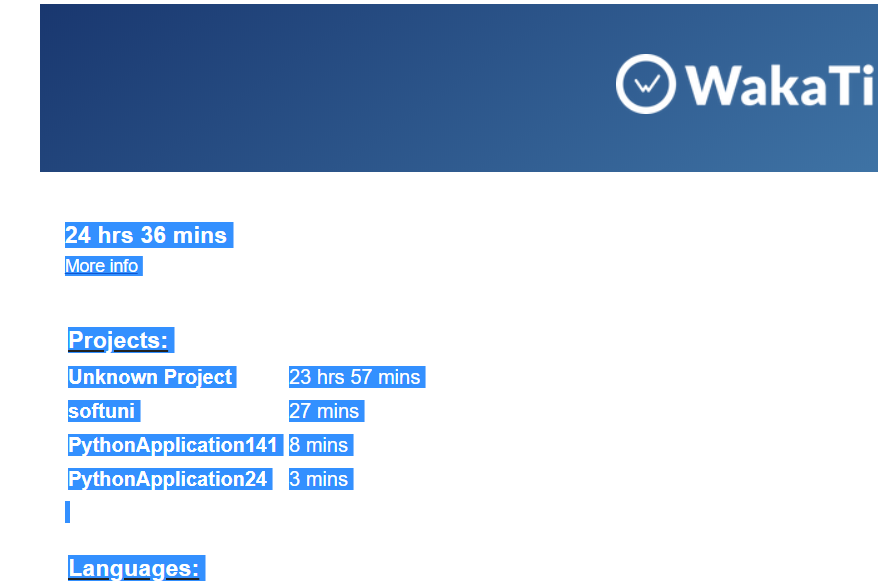 WakaTi
24 hrs 36 mins
More info
Projects:
Unknown Project 23 hrs 57 mins
softuni 27 mins
PythonApplication141 8 mins
PythonApplication24 3 mins
Languages: